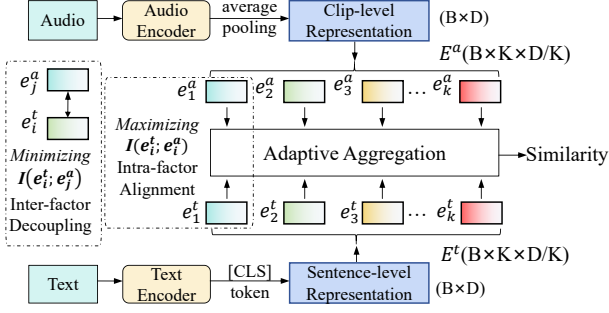 Audio
Audio
Encoder
average
pooling
Clip-level
Representation
(B×D)
E^a(B×K×D/K)
e_j^a
e_i^t
Minimizing
I(e_i^t; e_j^a)
Inter-factor
Decoupling
Maximizing
I(e_i^t; e_i^a)
Intra-factor
Alignment
e_1^a
e_2^a
e_3^a
... e_k^a
Adaptive Aggregation
Similarity
e_1^t
e_2^t
e_3^t
... e_k^t
E^t(B×K×D/K)
Text
Text
Encoder
[CLS]
token
Sentence-level
Representation
(B×D)